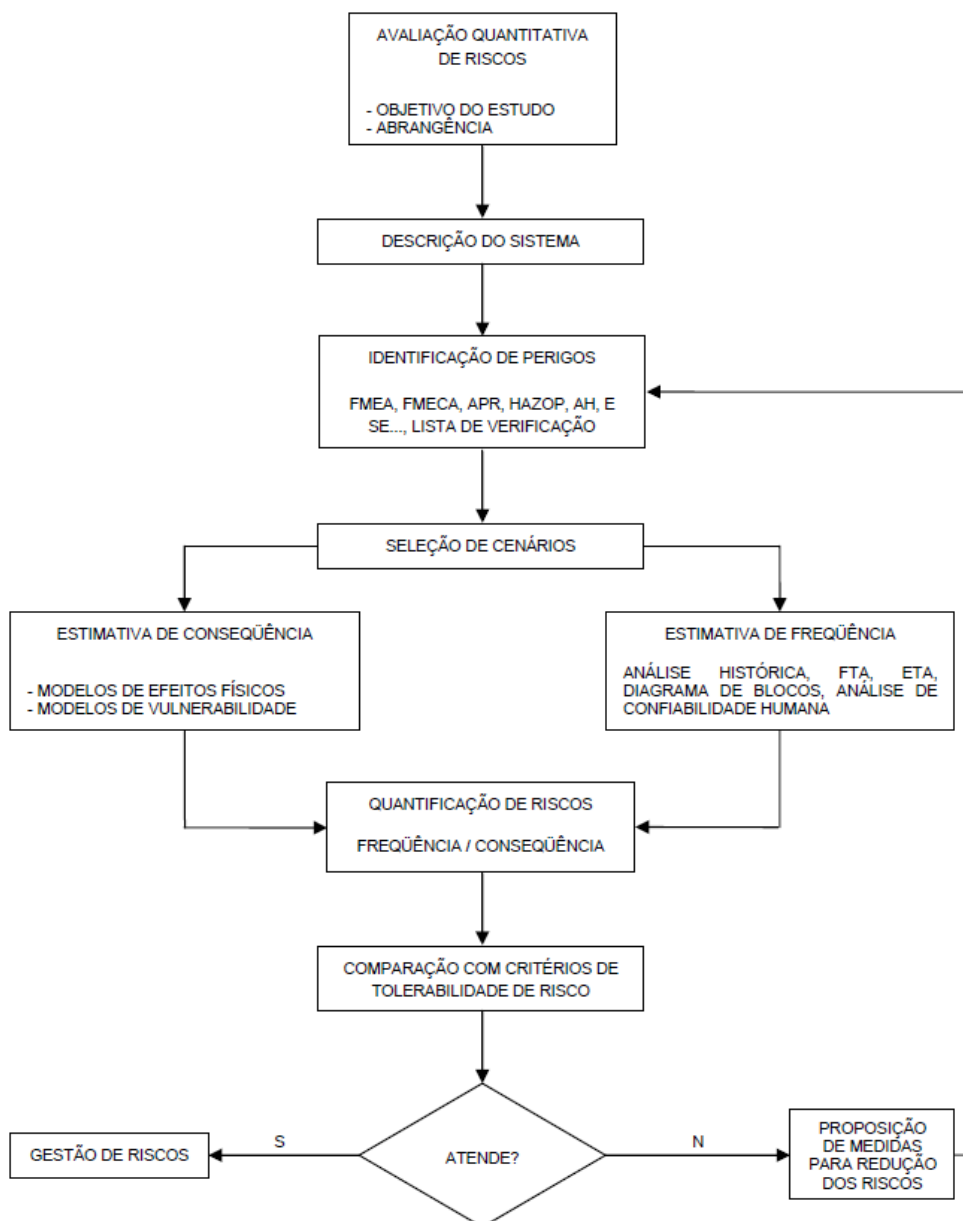 AVALIAÇÃO QUANTITATIVA
DE RISCOS
- OBJETIVO DO ESTUDO
- ABRANGÊNCIA
DESCRIÇÃO DO SISTEMA
IDENTIFICAÇÃO DE PERIGOS
FMEA, FMECA, APR, HAZOP, AH, E
SE..., LISTA DE VERIFICAÇÃO
SELEÇÃO DE CENÁRIOS
ESTIMATIVA DE CONSEQÜÊNCIA
- MODELOS DE EFEITOS FÍSICOS
- MODELOS DE VULNERABILIDADE
ESTIMATIVA DE FREQÜÊNCIA
ANÁLISE HISTÓRICA, FTA, ETA,
DIAGRAMA DE BLOCOS, ANÁLISE DE
CONFIABILIDADE HUMANA
QUANTIFICAÇÃO DE RISCOS
FREQÜÊNCIA / CONSEQÜÊNCIA
COMPARAÇÃO COM CRITÉRIOS DE
TOLERABILIDADE DE RISCO
GESTÃO DE RISCOS
S
ATENDE?
N
PROPOSIÇÃO
DE MEDIDAS
PARA REDUÇÃO
DOS RISCOS